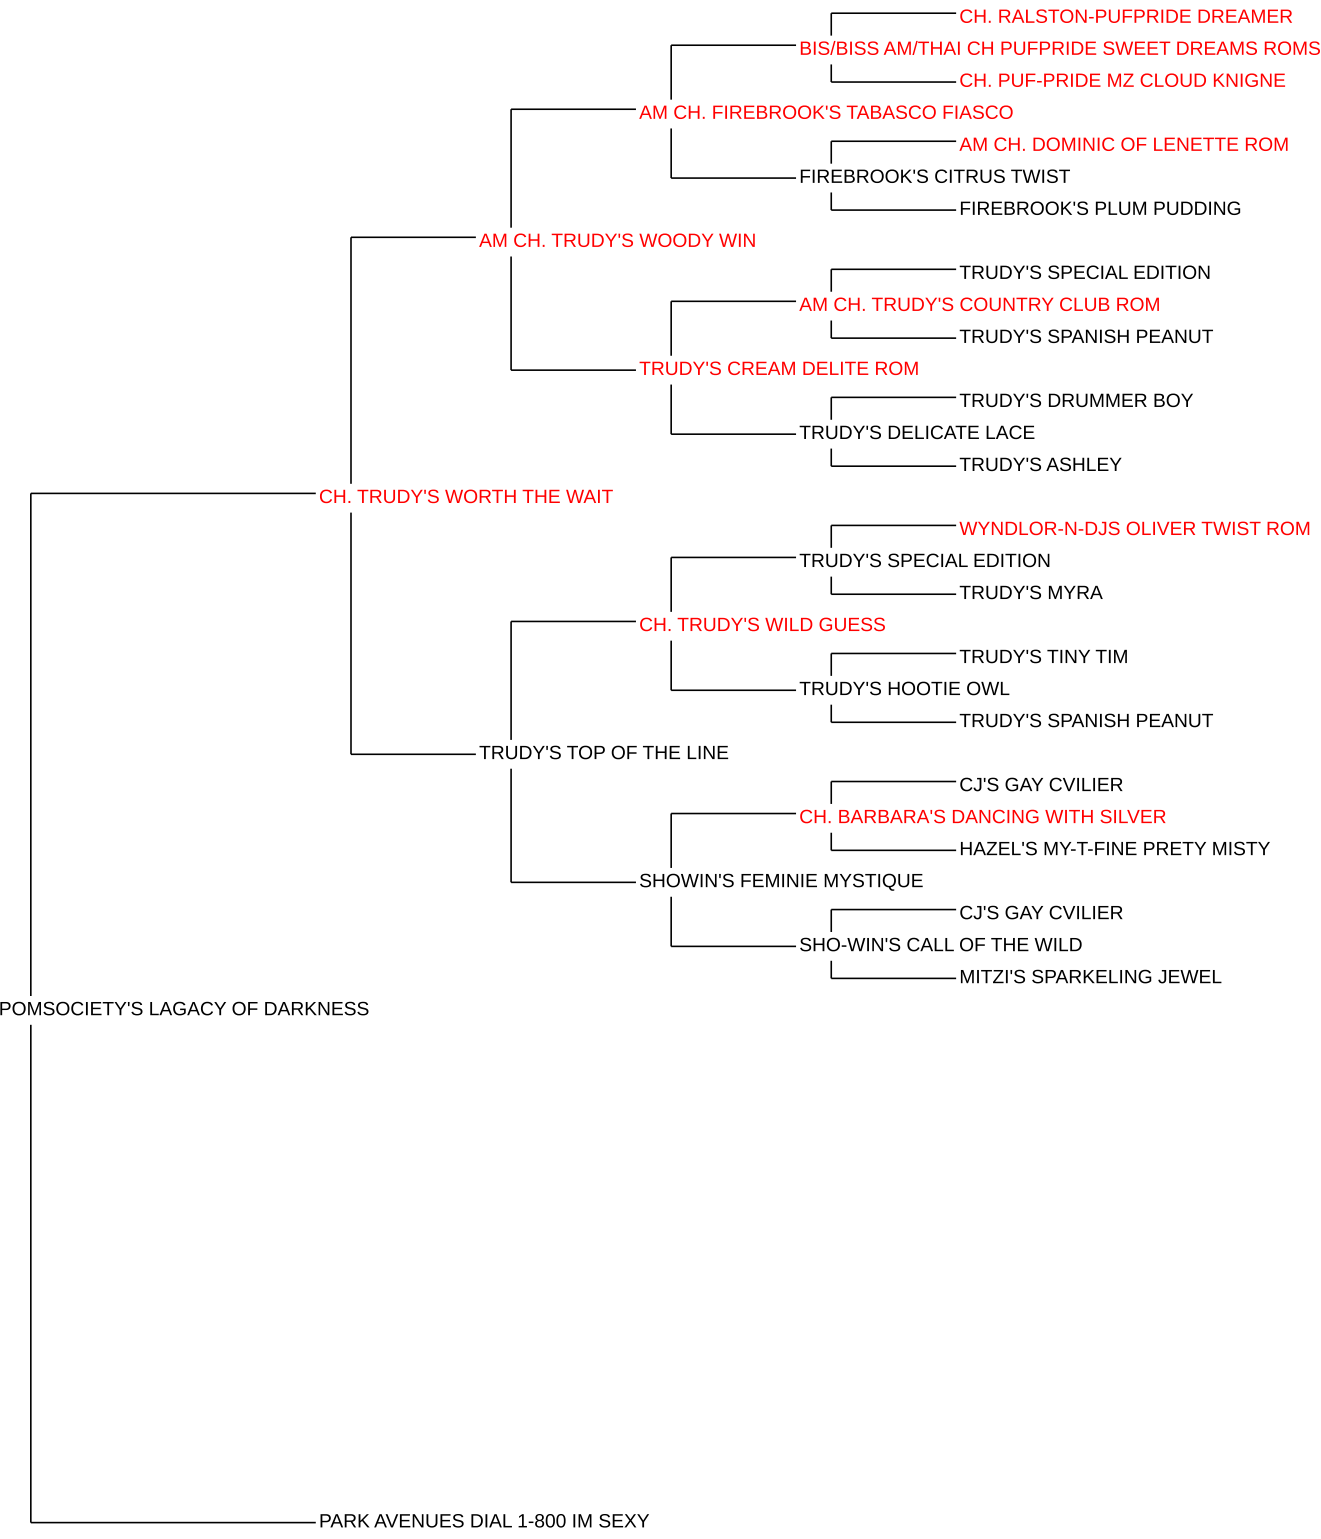 CH. RALSTON-PUFPRIDE DREAMER
BIS/BISS AM/THAI CH PUFPRIDE SWEET DREAMS ROMS
CH. PUF-PRIDE MZ CLOUD KNIGNE
AM CH. FIREBROOK'S TABASCO FIASCO
AM CH. DOMINIC OF LENETTE ROM
FIREBROOK'S CITRUS TWIST
FIREBROOK'S PLUM PUDDING
AM CH. TRUDY'S WOODY WIN
TRUDY'S SPECIAL EDITION
AM CH. TRUDY'S COUNTRY CLUB ROM
TRUDY'S SPANISH PEANUT
TRUDY'S CREAM DELITE ROM
TRUDY'S DRUMMER BOY
TRUDY'S DELICATE LACE
TRUDY'S ASHLEY
CH. TRUDY'S WORTH THE WAIT
WYNDLOR-N-DJS OLIVER TWIST ROM
TRUDY'S SPECIAL EDITION
TRUDY'S MYRA
CH. TRUDY'S WILD GUESS
TRUDY'S TINY TIM
TRUDY'S HOOTIE OWL
TRUDY'S SPANISH PEANUT
TRUDY'S TOP OF THE LINE
CJ'S GAY CVILIER
CH. BARBARA'S DANCING WITH SILVER
HAZEL'S MY-T-FINE PRETY MISTY
SHOWIN'S FEMINIE MYSTIQUE
CJ'S GAY CVILIER
SHO-WIN'S CALL OF THE WILD
MITZI'S SPARKELING JEWEL
POMSOCIETY'S LAGACY OF DARKNESS
PARK AVENUES DIAL 1-800 IM SEXY